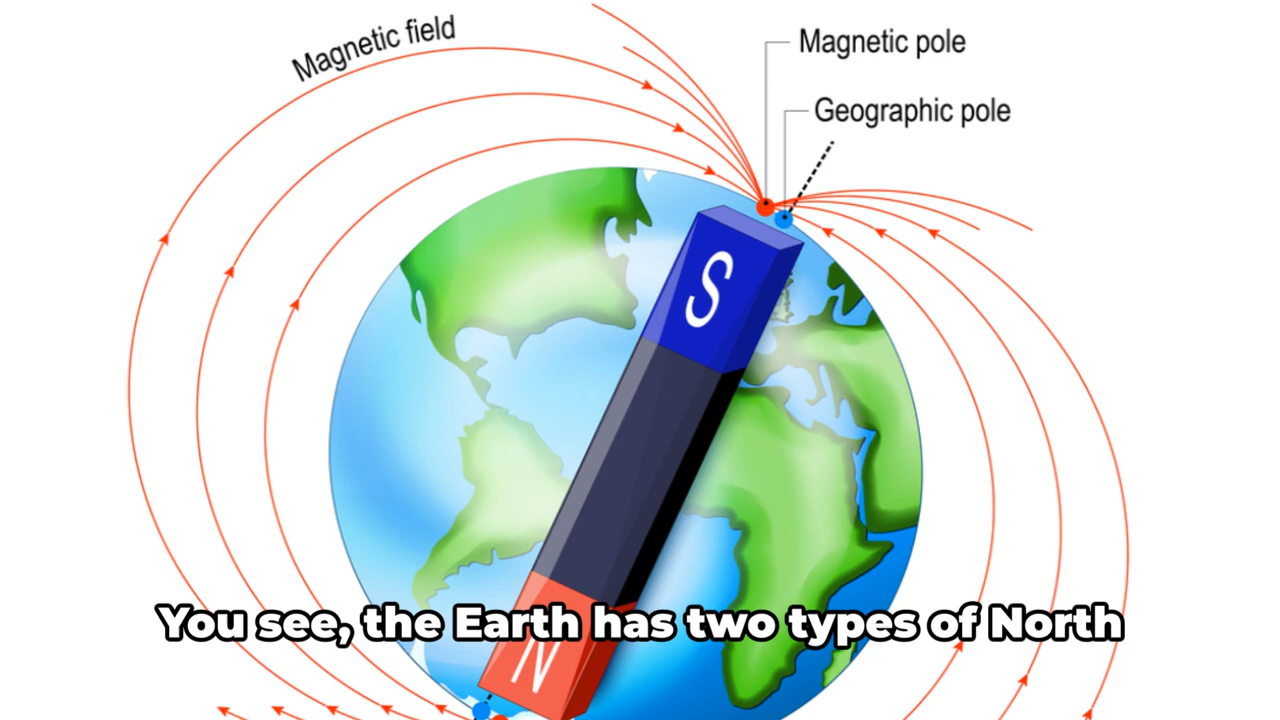 Magnetic field
Magnetic pole
Geographic pole
S
N
You see, the Earth has two types of North